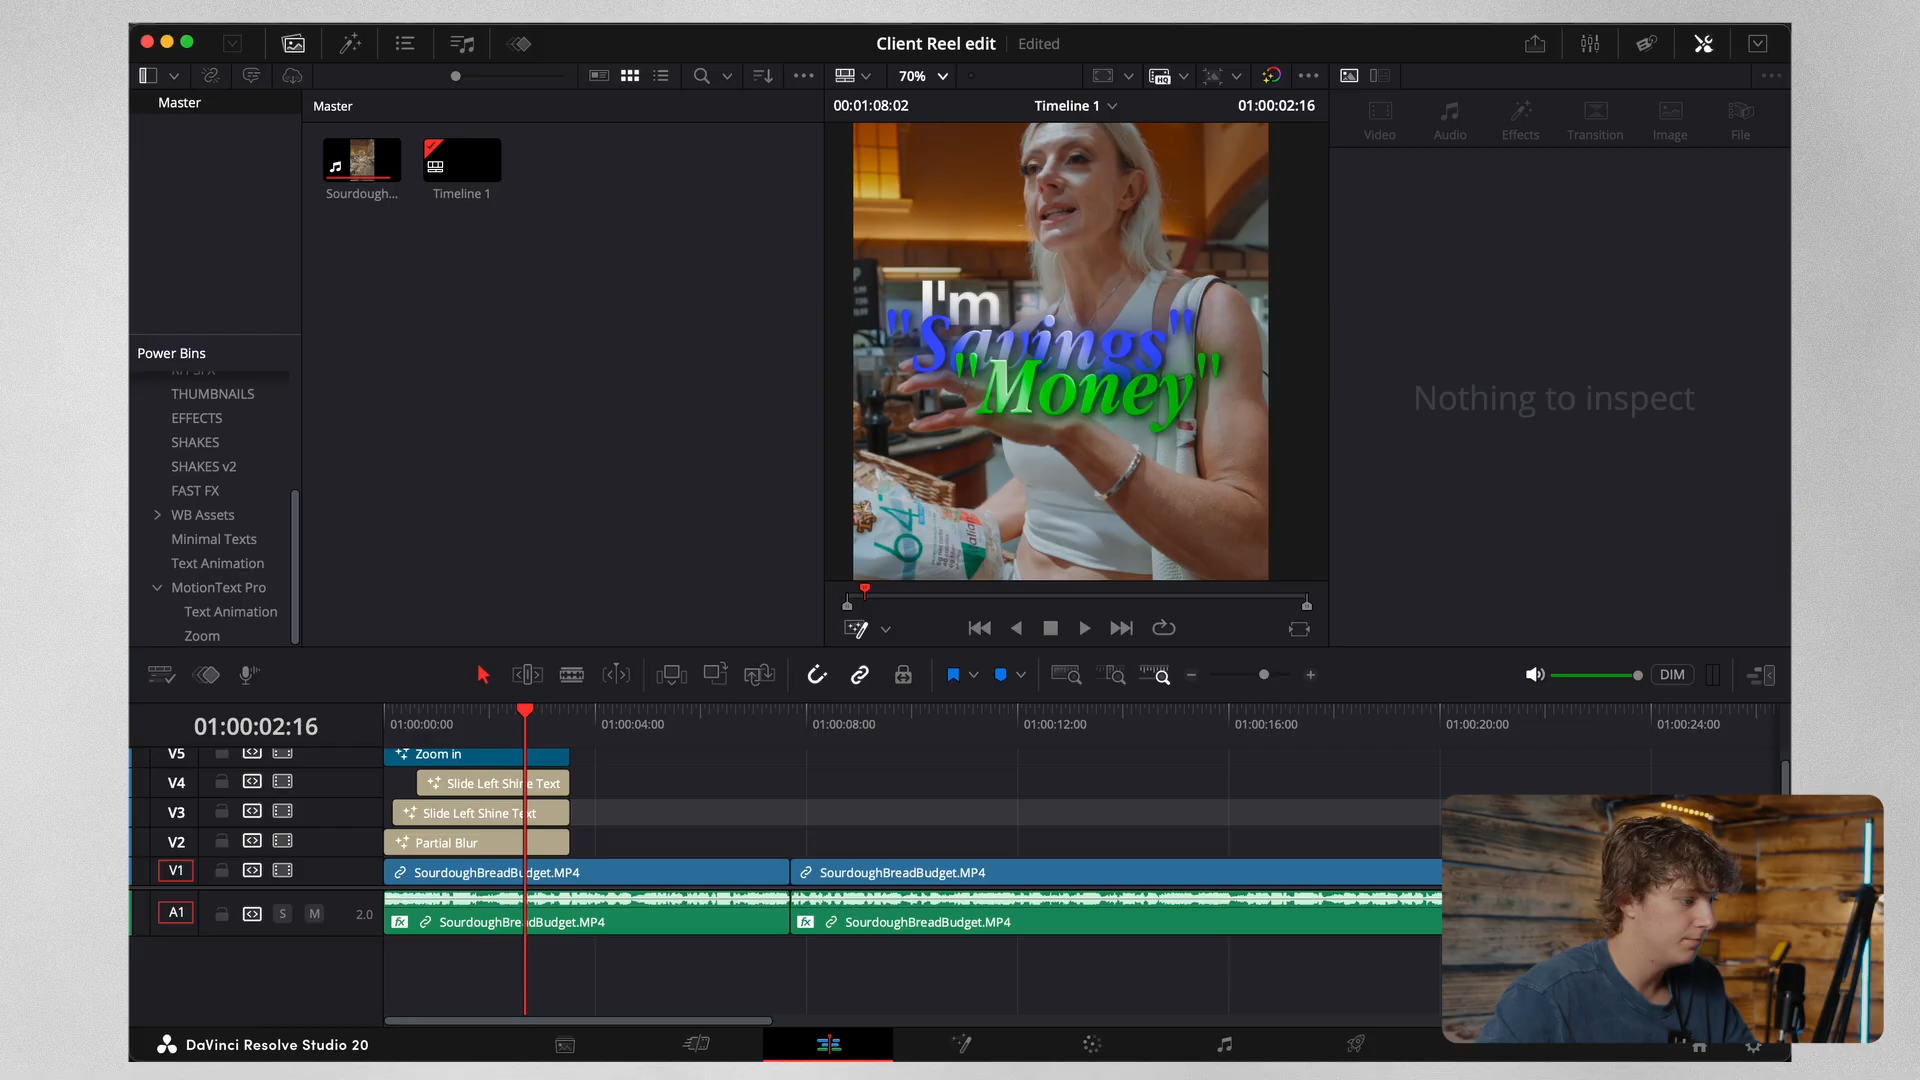 Client Reel edit
Edited
70%
Master
Master
00:01:08:02
Timeline 1
01:00:02:16
Video
Audio
Effects
Transition
Image
File
Sourdough...
Timeline 1
I'm
"Savings"
"Money"
64
Nothing to inspect
Power Bins
THUMBNAILS
EFFECTS
SHAKES
SHAKES v2
FAST FX
WB Assets
Minimal Texts
Text Animation
MotionText Pro
Text Animation
Zoom
DIM
01:00:02:16
01:00:00:00
01:00:04:00
01:00:08:00
01:00:12:00
01:00:16:00
01:00:20:00
01:00:24:00
V5
Zoom in
V4
Slide Left Shine Text
V3
Slide Left Shine Text
V2
Partial Blur
V1
SourdoughBreadBudget.MP4
SourdoughBreadBudget.MP4
A1
S
M
2.0
fx
SourdoughBreadBudget.MP4
fx
SourdoughBreadBudget.MP4
DaVinci Resolve Studio 20